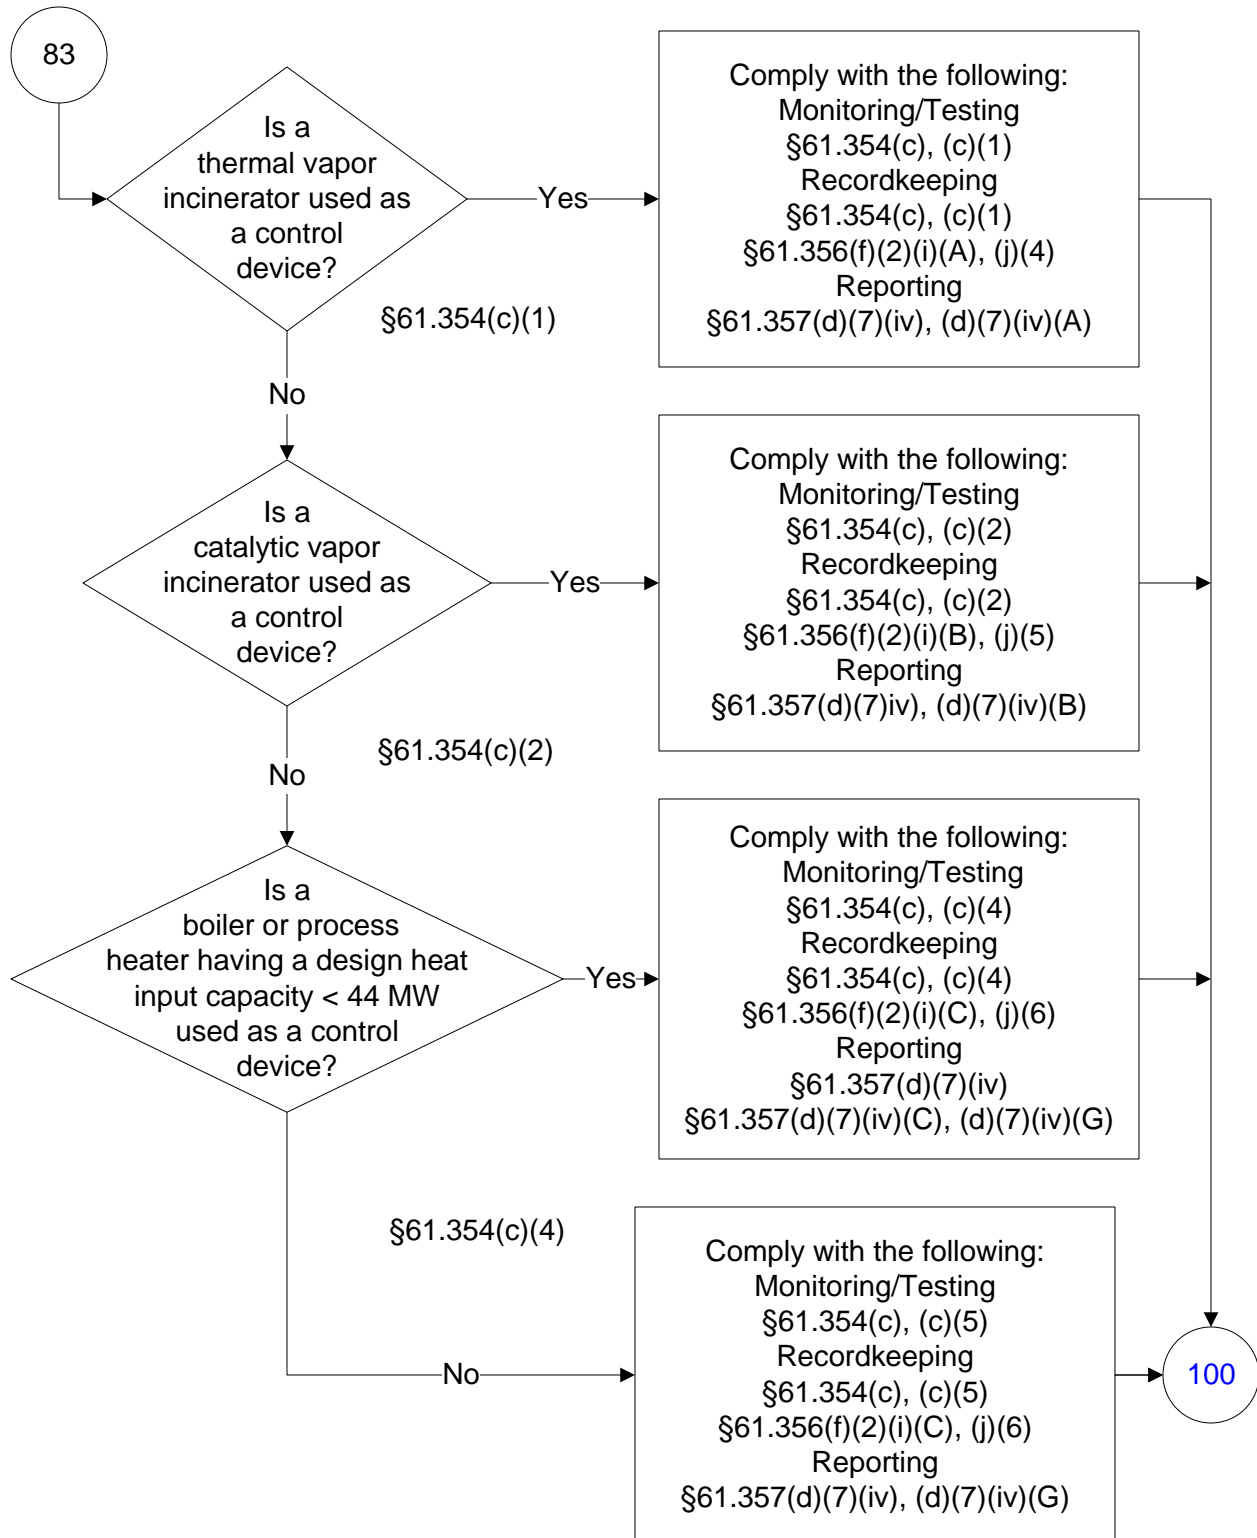 83
Is a
thermal vapor
incinerator used as
a control
device?
Yes
Comply with the following:
Monitoring/Testing
§61.354(c), (c)(1)
Recordkeeping
§61.354(c), (c)(1)
§61.356(f)(2)(i)(A), (j)(4)
Reporting
§61.357(d)(7)(iv), (d)(7)(iv)(A)
§61.354(c)(1)
No
Is a
catalytic vapor
incinerator used as
a control
device?
Yes
Comply with the following:
Monitoring/Testing
§61.354(c), (c)(2)
Recordkeeping
§61.354(c), (c)(2)
§61.356(f)(2)(i)(B), (j)(5)
Reporting
§61.357(d)(7)iv), (d)(7)(iv)(B)
§61.354(c)(2)
No
Is a
boiler or process
heater having a design heat
input capacity < 44 MW
used as a control
device?
Yes
Comply with the following:
Monitoring/Testing
§61.354(c), (c)(4)
Recordkeeping
§61.354(c), (c)(4)
§61.356(f)(2)(i)(C), (j)(6)
Reporting
§61.357(d)(7)(iv)
§61.357(d)(7)(iv)(C), (d)(7)(iv)(G)
§61.354(c)(4)
No
Comply with the following:
Monitoring/Testing
§61.354(c), (c)(5)
Recordkeeping
§61.354(c), (c)(5)
§61.356(f)(2)(i)(C), (j)(6)
Reporting
§61.357(d)(7)(iv), (d)(7)(iv)(G)
100